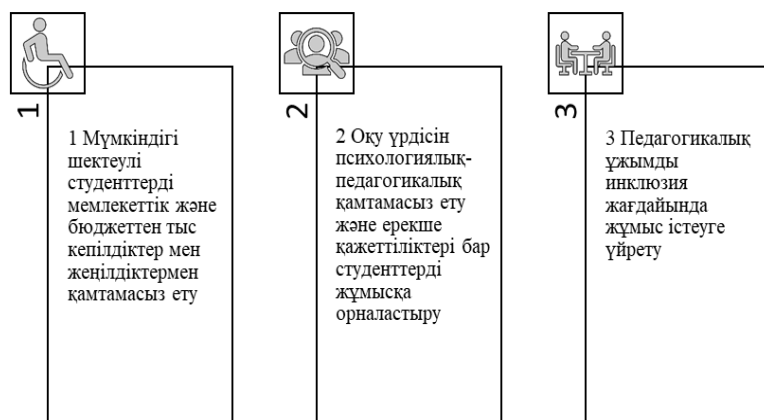 1
1 Мүмкіндігі
шектеулі
студенттерді
мемлекеттік және
бюджеттен тыс
кепілдіктер мен
жеңілдіктермен
қамтамасыз ету
2
2 Оқу үрдісін
психологиялық-
педагогикалық
қамтамасыз ету
және ерекше
қажеттіліктері бар
студенттерді
жұмысқа
орналастыру
3
3 Педагогикалық
ұжымды
инклюзия
жағдайында
жұмыс істеуге
үйрету